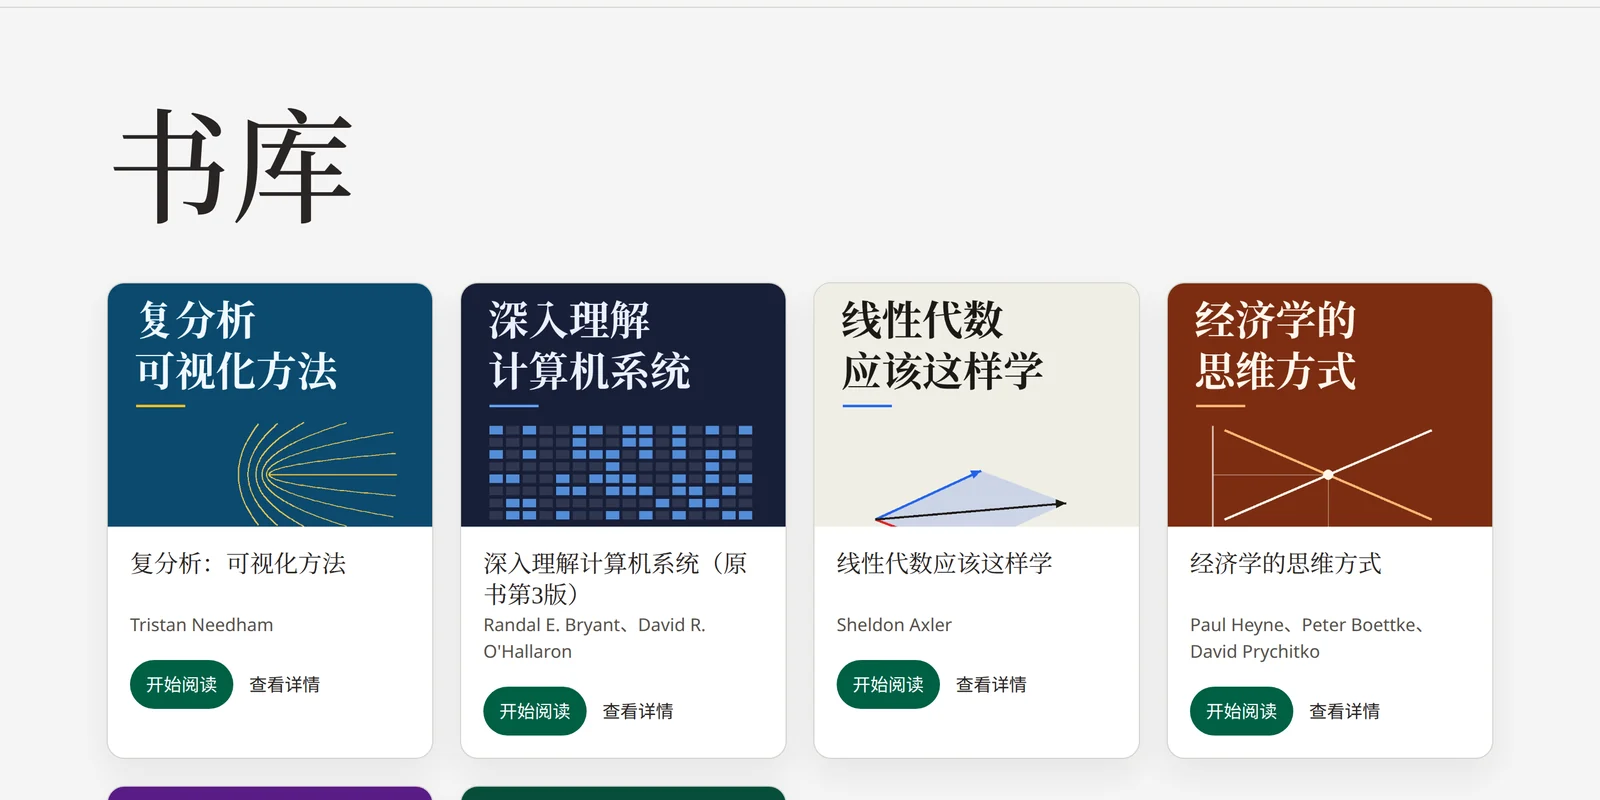 书库
复分析
可视化方法
深入理解
计算机系统
线性代数
应该这样学
经济学的
思维方式
复分析：可视化方法
Tristan Needham
开始阅读 查看详情
深入理解计算机系统（原
书第3版）
Randal E. Bryant、David R.
O'Hallaron
开始阅读 查看详情
线性代数应该这样学
Sheldon Axler
开始阅读 查看详情
经济学的思维方式
Paul Heyne、Peter Boettke、
David Prychitko
开始阅读 查看详情